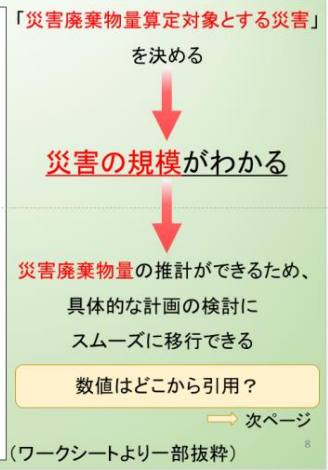 「災害廃棄物量算定対象とする災害」
を決める
災害の規模がわかる
災害廃棄物量の推計ができるため、
具体的な計画の検討に
スムーズに移行できる
数値はどこから引用？
次ページ
8
(ワークシートより一部抜粋)